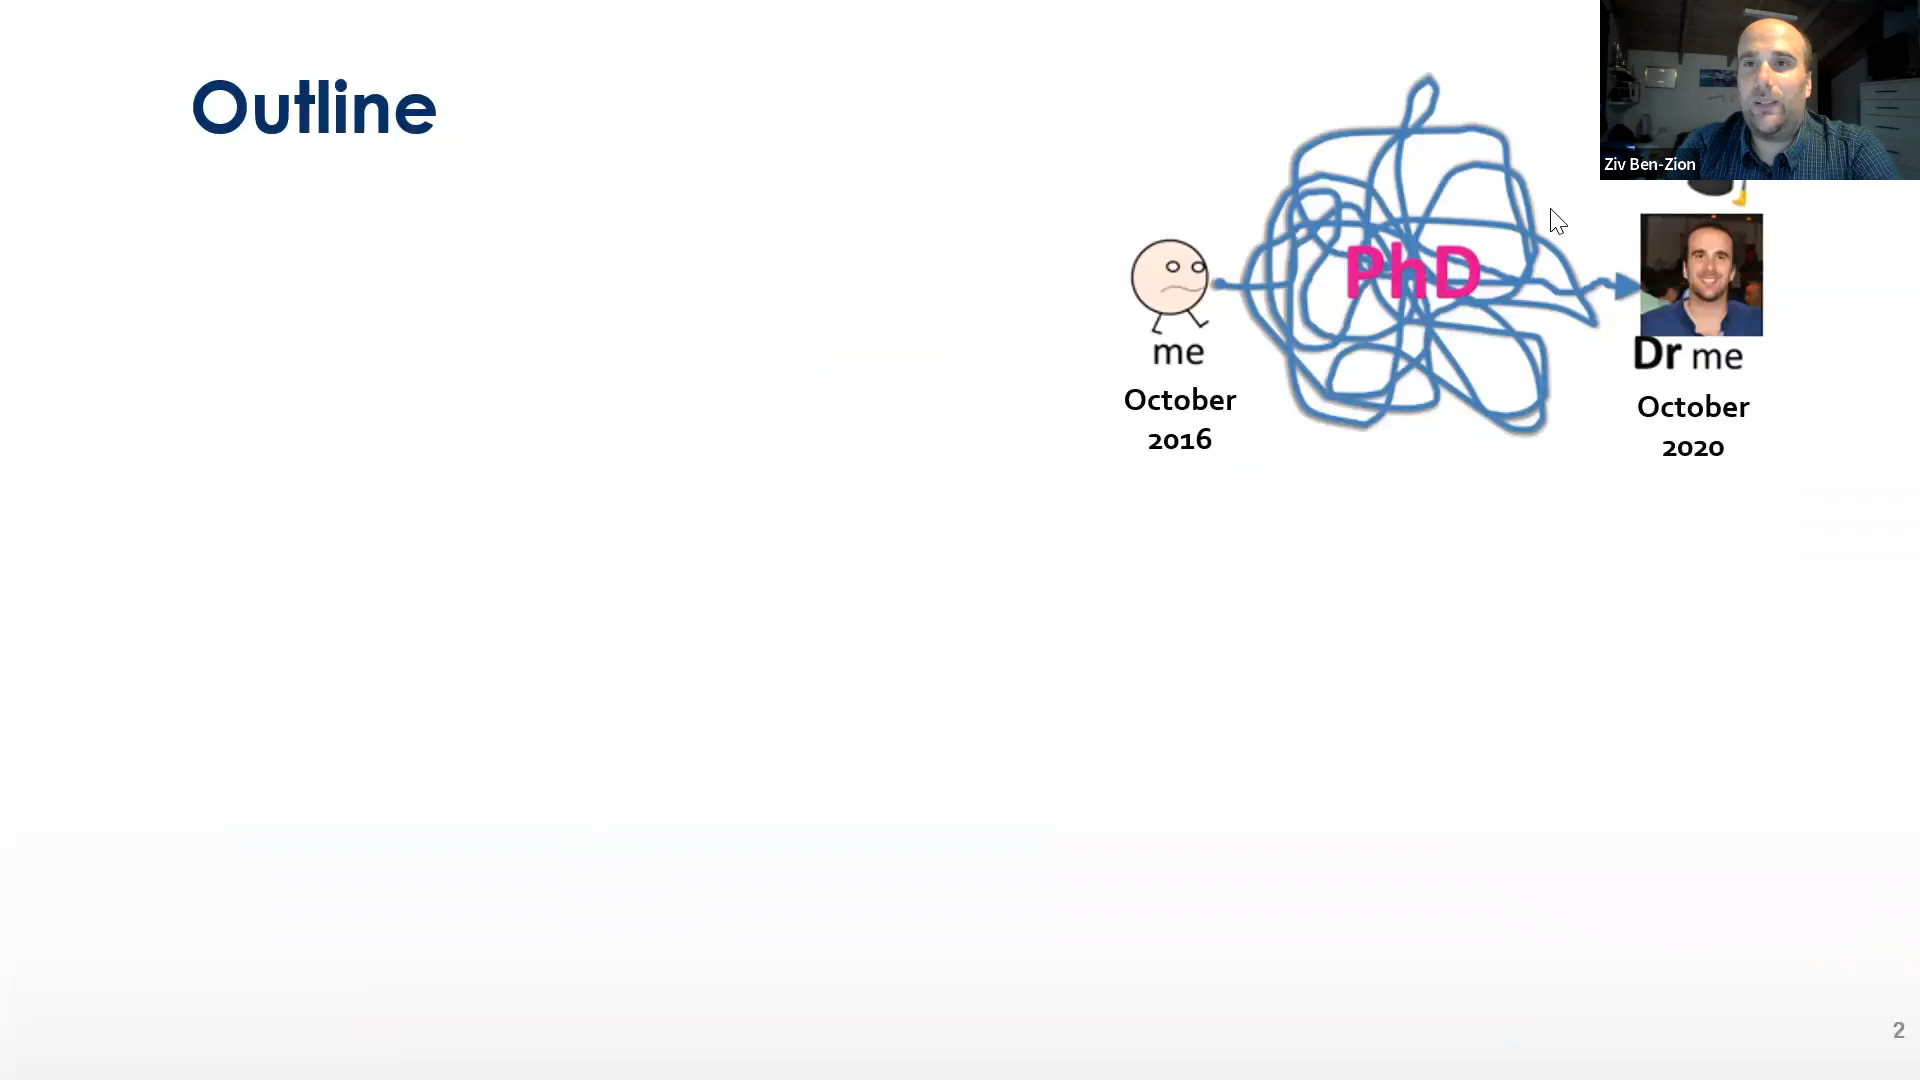 Outline
Ziv Ben-Zion
PhD
me
October
2016
Dr me
October
2020
2